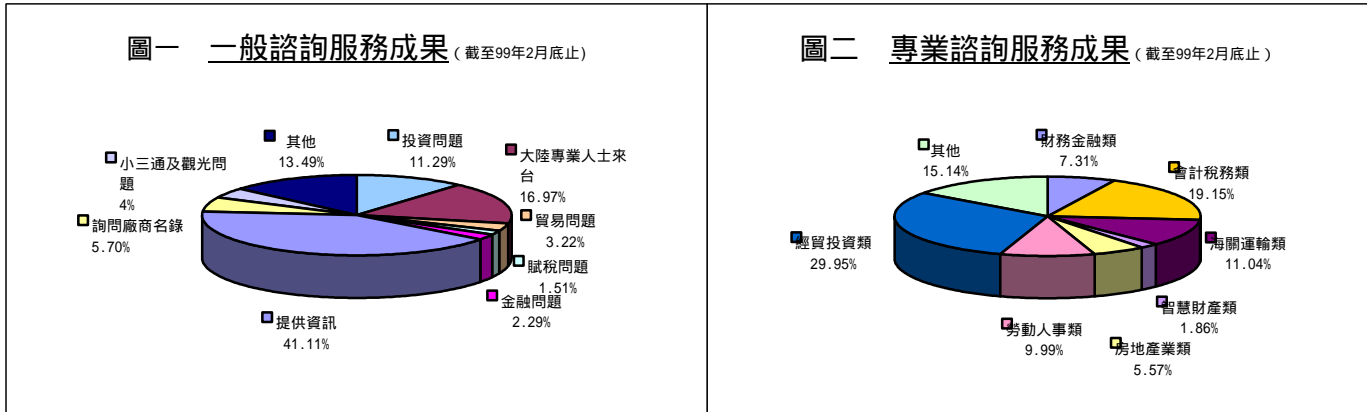 圖一 一般諮詢服務成果(截至99年2月底止)
其他
13.49%
投資問題
11.29%
大陸專業人士來
台
16.97%
小三通及觀光問
題
4%
詢問廠商名錄
5.70%
貿易問題
3.22%
賦稅問題
1.51%
金融問題
2.29%
提供資訊
41.11%
圖二 專業諮詢服務成果(截至99年2月底止)
財務金融類
7.31%
其他
15.14%
會計稅務類
19.15%
經貿投資類
29.95%
海關運輸類
11.04%
智慧財產類
1.86%
勞動人事類
9.99%
房地產業類
5.57%